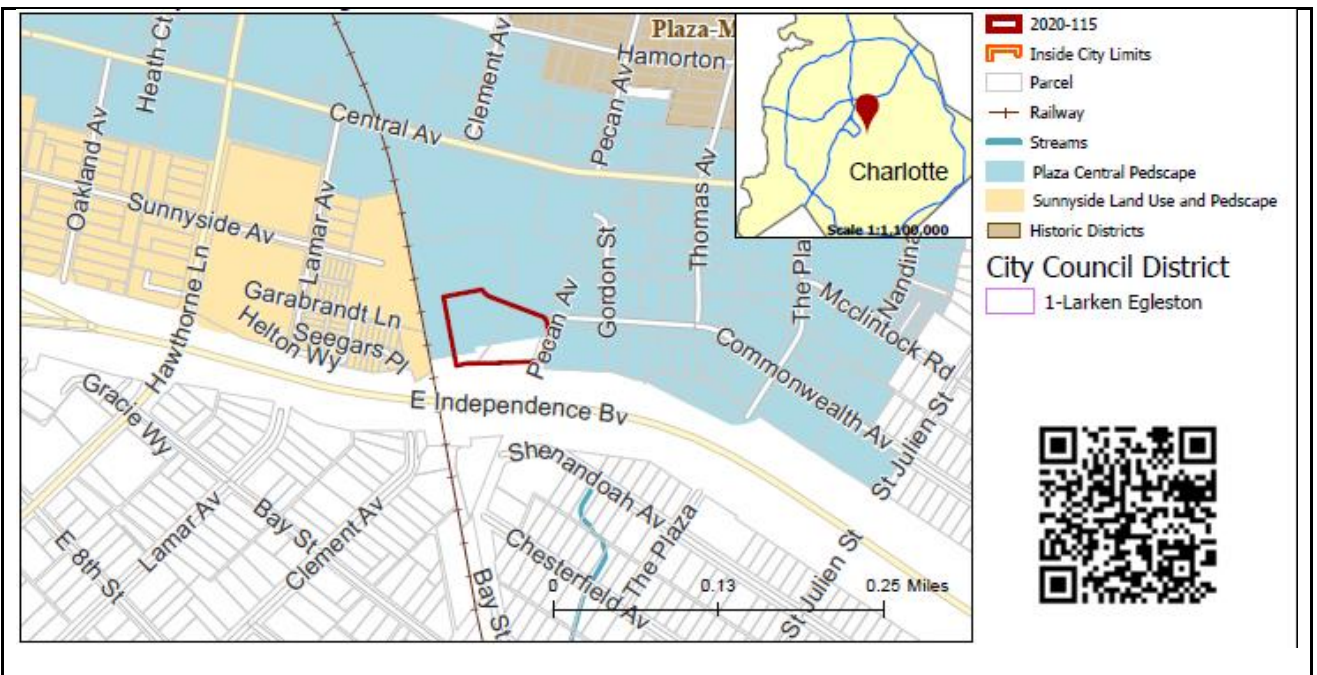 Plaza-M
Hamorton
Heath Ct
Clement Av
Pecan Av
Oakland Av
Central Av
Charlotte
Scale 1:1,100,000
Lamar Av
Thomas Av
Sunnyside Av
Gordon St
The Pla
Nandina
Mcclintock Rd
Hawthorne Ln
Garabrandt Ln
Seegars Pl
Helton Wy
Pecan Av
Commonwealth Av
E Independence Bv
Gracie Wy
Shenandoah Av
St Julien St
Lamar Av
Bay St
Clement Av
The Plaza
E 8th St
Chesterfield Av
St Julien St
Bay St
0 0.13 0.25 Miles
2020-115
Inside City Limits
Parcel
Railway
Streams
Plaza Central Pedscape
Sunnyside Land Use and Pedscape
Historic Districts
City Council District
1-Larken Egleston